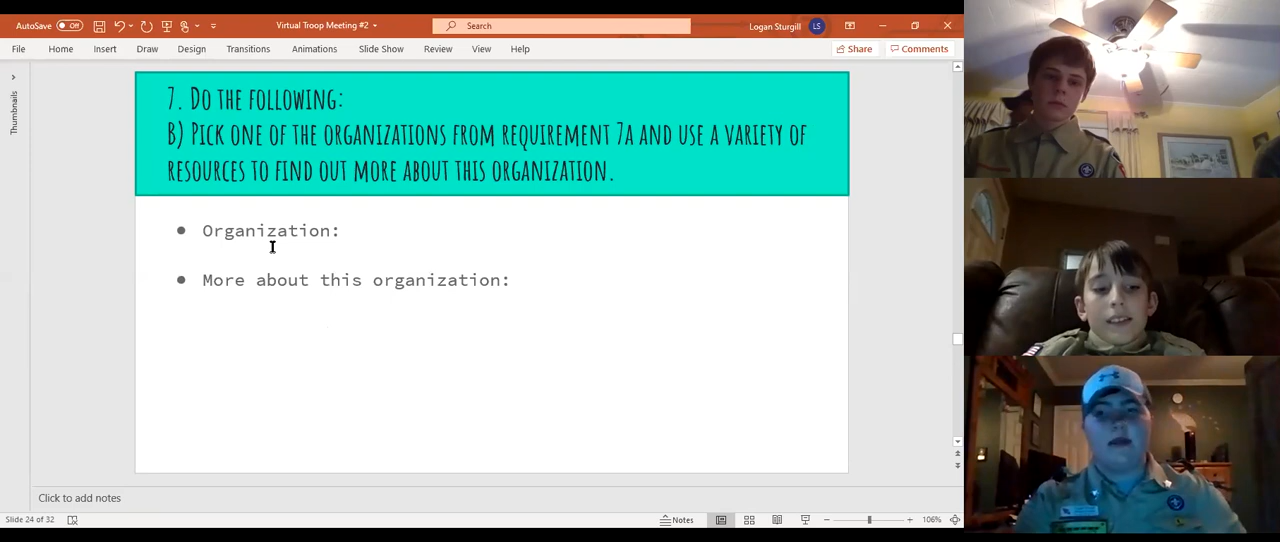 AutoSave Off
Virtual Troop Meeting #2
Search
Logan Sturgill LS
File Home Insert Draw Design Transitions Animations Slide Show Review View Help
Share Comments
Thumbnails
7. Do the following:
B) Pick one of the organizations from requirement 7a and use a variety of
resources to find out more about this organization.
Organization:
More about this organization:
Click to add notes
Slide 24 of 32
Notes
106%